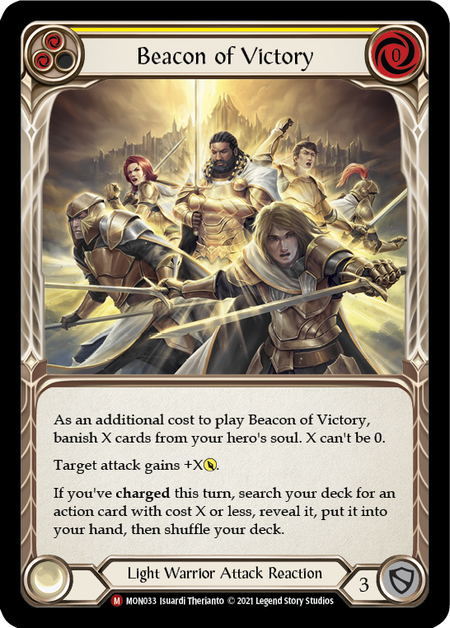 Beacon of Victory
0
As an additional cost to play Beacon of Victory,
banish X cards from your hero's soul. X can't be 0.
Target attack gains +X.
If you've charged this turn, search your deck for an
action card with cost X or less, reveal it, put it into
your hand, then shuffle your deck.
Light Warrior Attack Reaction
3
M MON033 Isuardi Therianto © 2021 Legend Story Studios